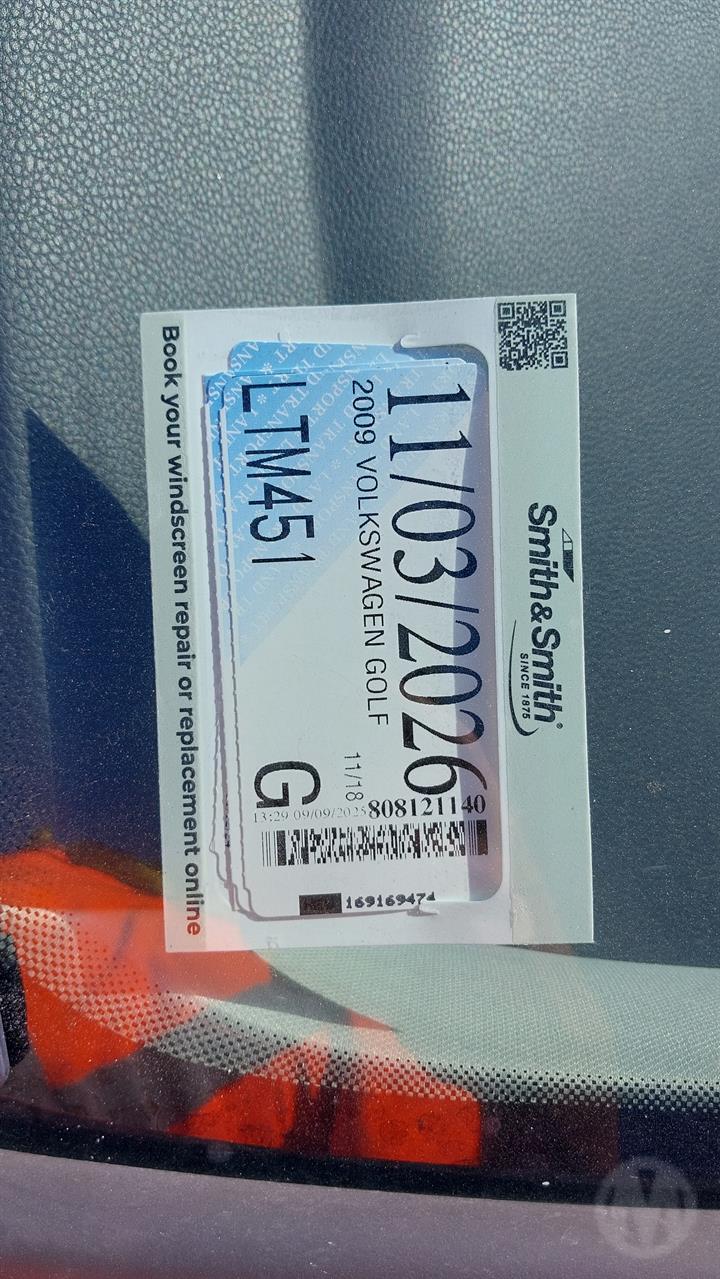 Smith&Smith®
SINCE 1875
11/03/2026
2009 VOLKSWAGEN GOLF
11/18
LTM451
G
13:29 09/09/2025
808121140
169169474
Book your windscreen repair or replacement online